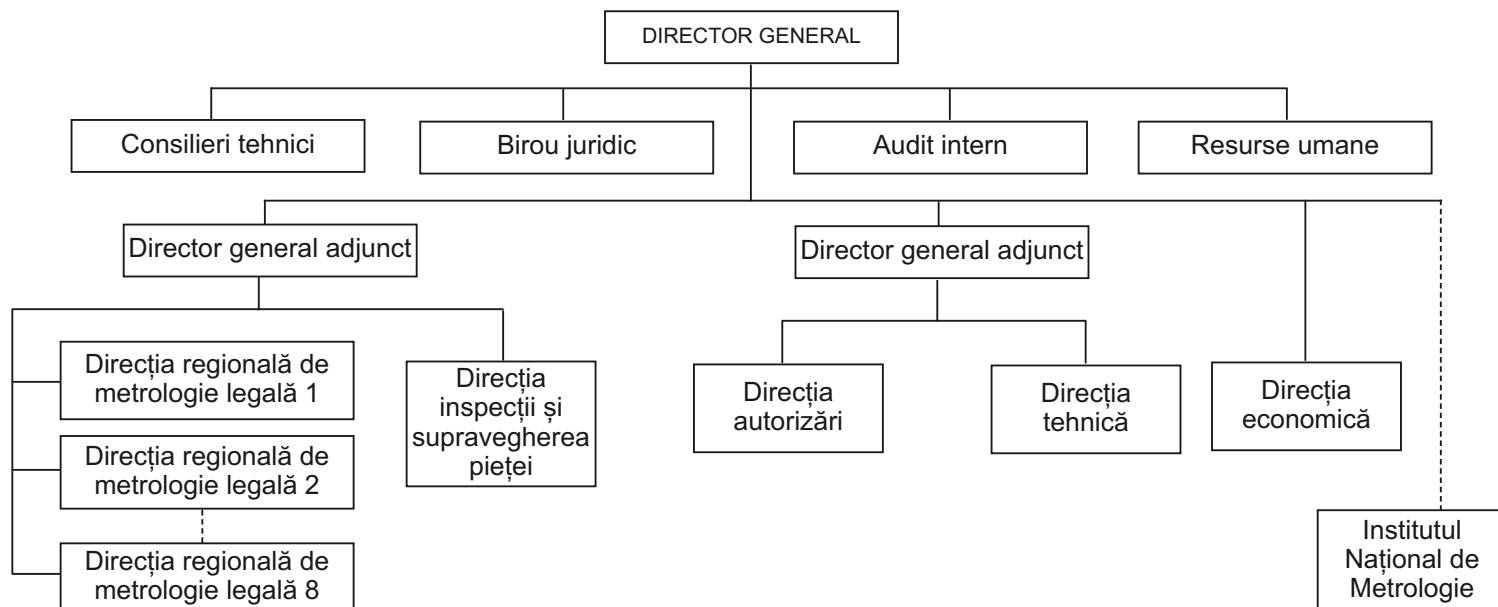 DIRECTOR GENERAL
Consilieri tehnici
Birou juridic
Audit intern
Resurse umane
Director general adjunct
Director general adjunct
Direcția regională de
metrologie legală 1
Direcția regională de
metrologie legală 2
Direcția regională de
metrologie legală 8
Direcția
inspecții și
supravegherea
pieței
Direcția
autorizări
Direcția
tehnică
Direcția
economică
Institutul
Național de
Metrologie